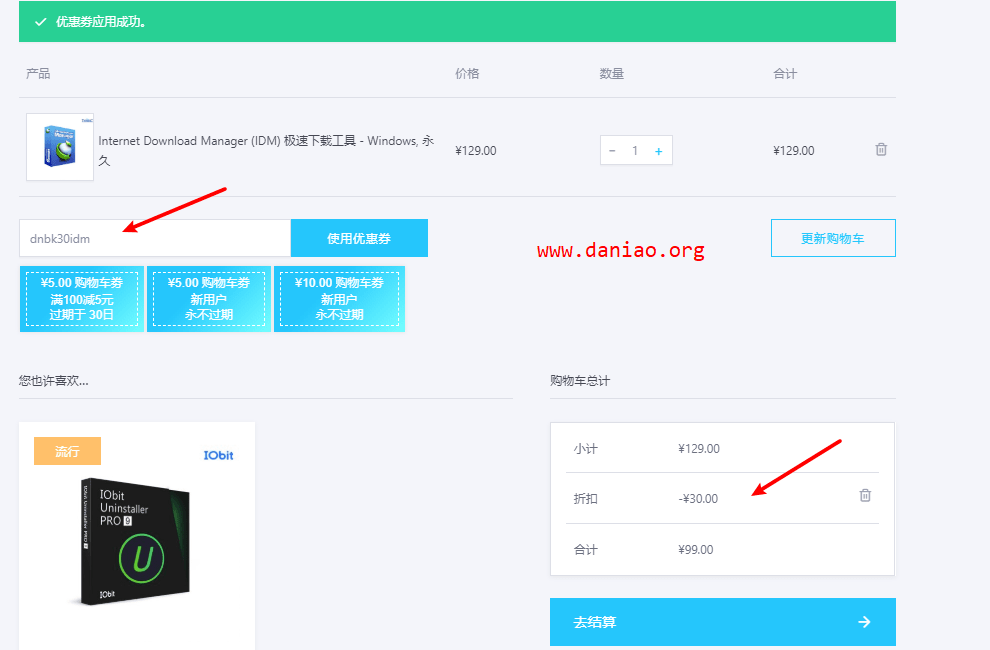 优惠券应用成功。
产品 价格 数量 合计
Internet Download Manager (IDM) 极速下载工具 - Windows, 永
久
¥129.00 − 1 + ¥129.00
dnbk30idm 使用优惠券 更新购物车
www.daniao.org
¥5.00 购物车券
满100减5元
过期于 30日
¥5.00 购物车券
新用户
永不过期
¥10.00 购物车券
新用户
永不过期
您也许喜欢...
流行
IObit
IObit
Uninstaller
PRO 9
IObit
购物车总计
小计 ¥129.00
折扣 -¥30.00
合计 ¥99.00
去结算